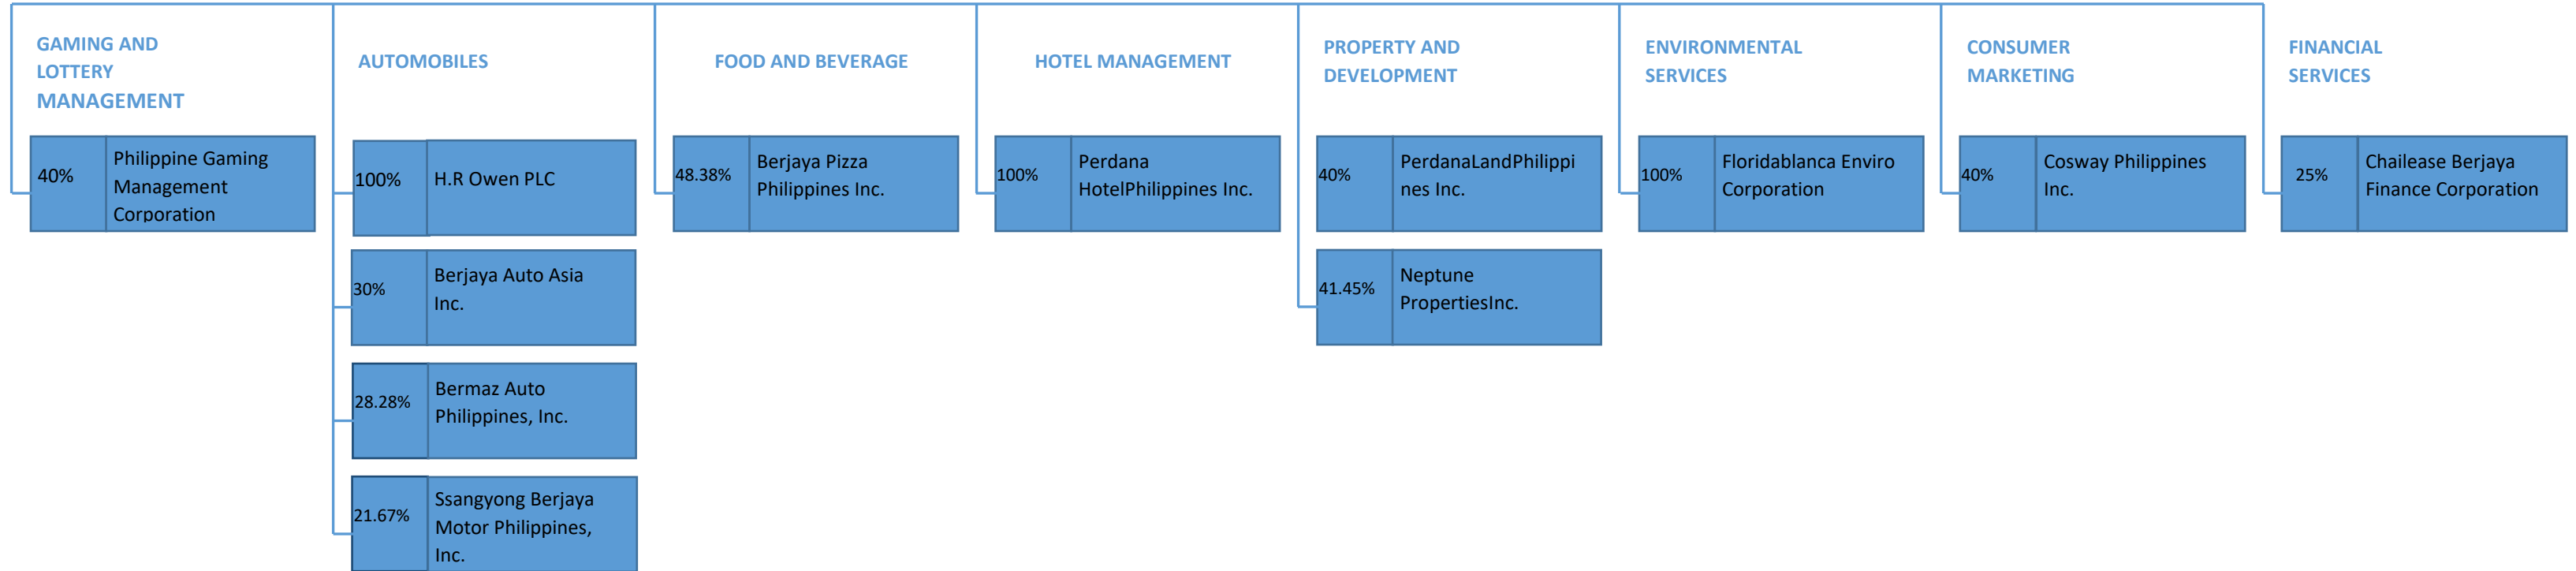 GAMING AND
LOTTERY
MANAGEMENT
40%
Philippine Gaming
Management
Corporation
AUTOMOBILES
100%
H.R Owen PLC
30%
Berjaya Auto Asia
Inc.
28.28%
Bermaz Auto
Philippines, Inc.
21.67%
Ssangyong Berjaya
Motor Philippines,
Inc.
FOOD AND BEVERAGE
48.38%
Berjaya Pizza
Philippines Inc.
HOTEL MANAGEMENT
100%
Perdana
HotelPhilippines Inc.
PROPERTY AND
DEVELOPMENT
40%
PerdanaLandPhilippi
nes Inc.
41.45%
Neptune
PropertiesInc.
ENVIRONMENTAL
SERVICES
100%
Floridablanca Enviro
Corporation
CONSUMER
MARKETING
40%
Cosway Philippines
Inc.
FINANCIAL
SERVICES
25%
Chailease Berjaya
Finance Corporation